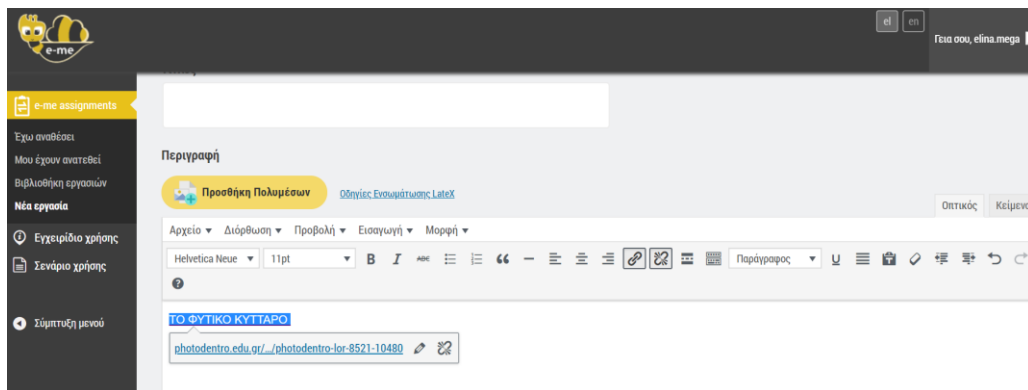 e-me
el en
Γεια σου, elina.mega
e-me assignments
Έχω αναθέσει
Μου έχουν ανατεθεί
Βιβλιοθήκη εργασιών
Νέα εργασία
Εγχειρίδιο χρήσης
Σενάριο χρήσης
Σύμπτυξη μενού
Περιγραφή
Προσθήκη Πολυμέσων Οδηγίες Ενσωμάτωσης LateX
Οπτικός Κείμενο
Αρχείο Διόρθωση Προβολή Εισαγωγή Μορφή
Helvetica Neue 11pt B I ABC Παράγραφος U
ΤΟ ΦΥΤΙΚΟ ΚΥΤΤΑΡΟ
photodentro.edu.gr/.../photodentro-lor-8521-10480